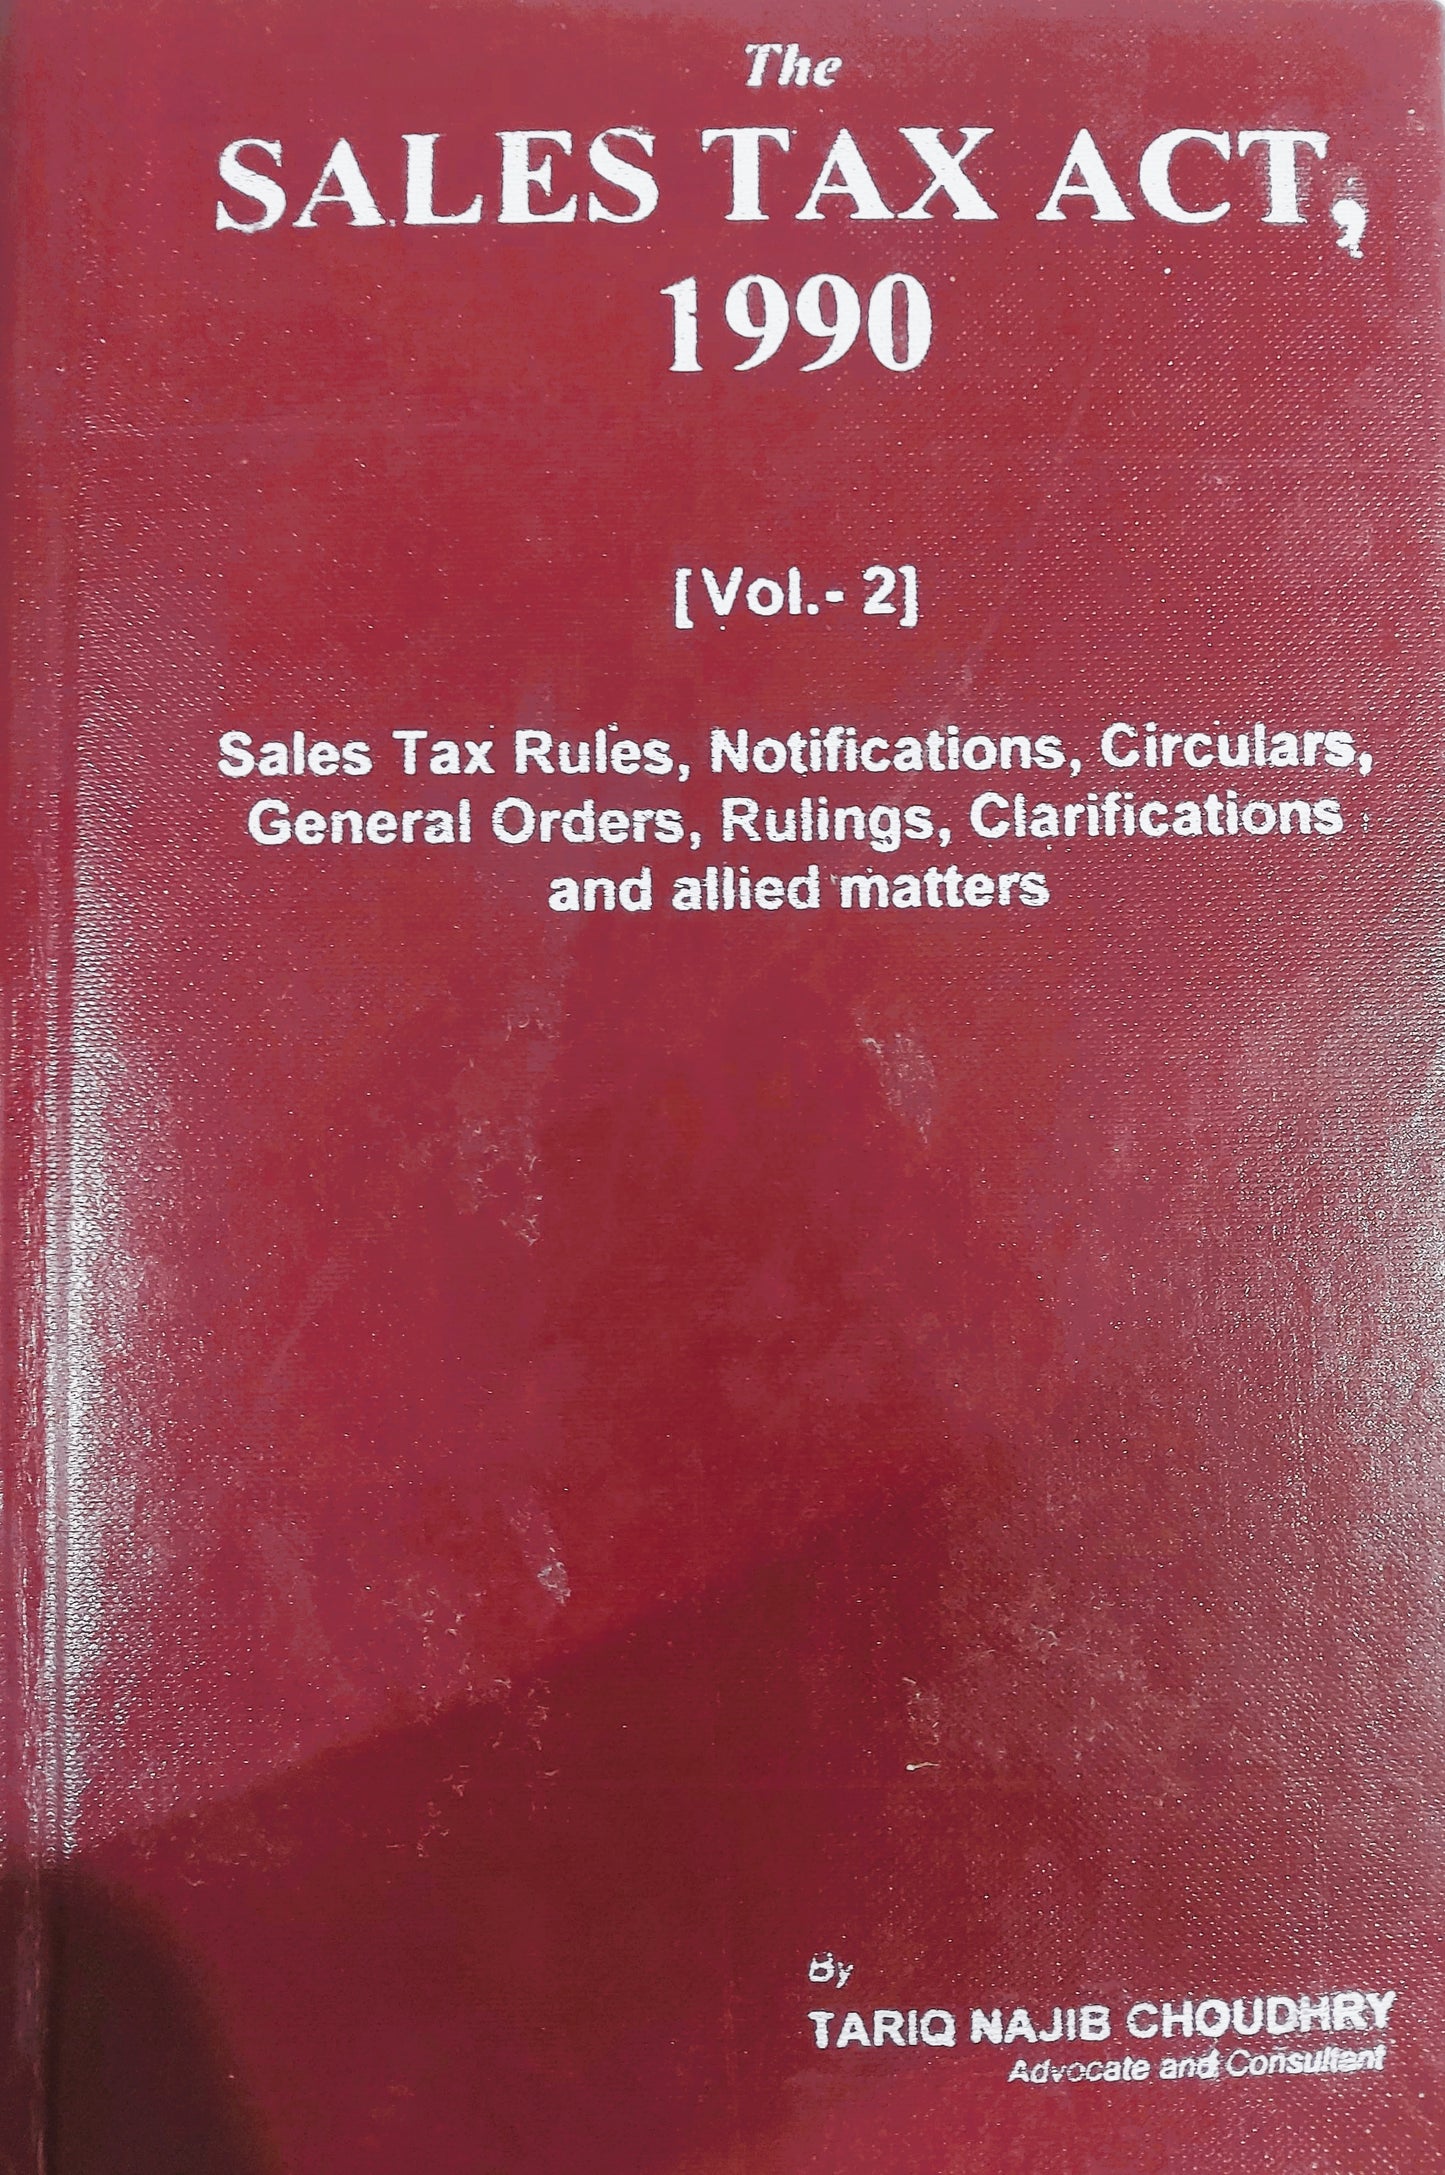 The
SALES TAX ACT,
1990
[Vol.- 2]
Sales Tax Rules, Notifications, Circulars,
General Orders, Rulings, Clarifications
and allied matters
By
TARIQ NAJIB CHOUDHRY
Advocate and Consultant